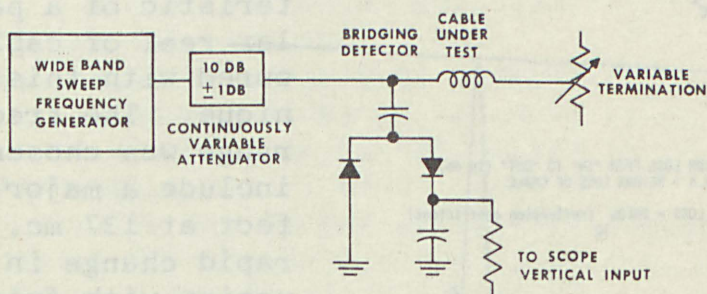 WIDE BAND
SWEEP
FREQUENCY
GENERATOR
10 DB
± 1DB
CONTINUOUSLY
VARIABLE
ATTENUATOR
BRIDGING
DETECTOR
CABLE
UNDER
TEST
VARIABLE
TERMINATION
TO SCOPE
VERTICAL INPUT